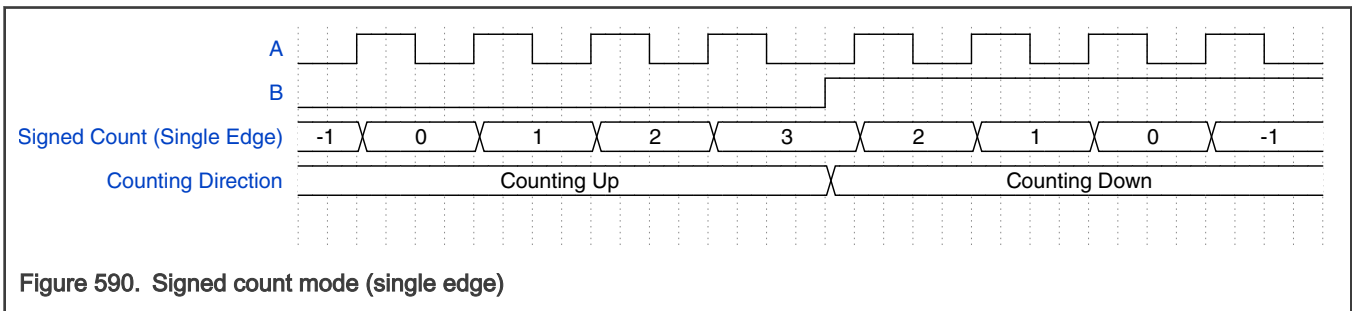 A
B
Signed Count (Single Edge) -1 0 1 2 3 2 1 0 -1
Counting Direction Counting Up Counting Down
Figure 590. Signed count mode (single edge)